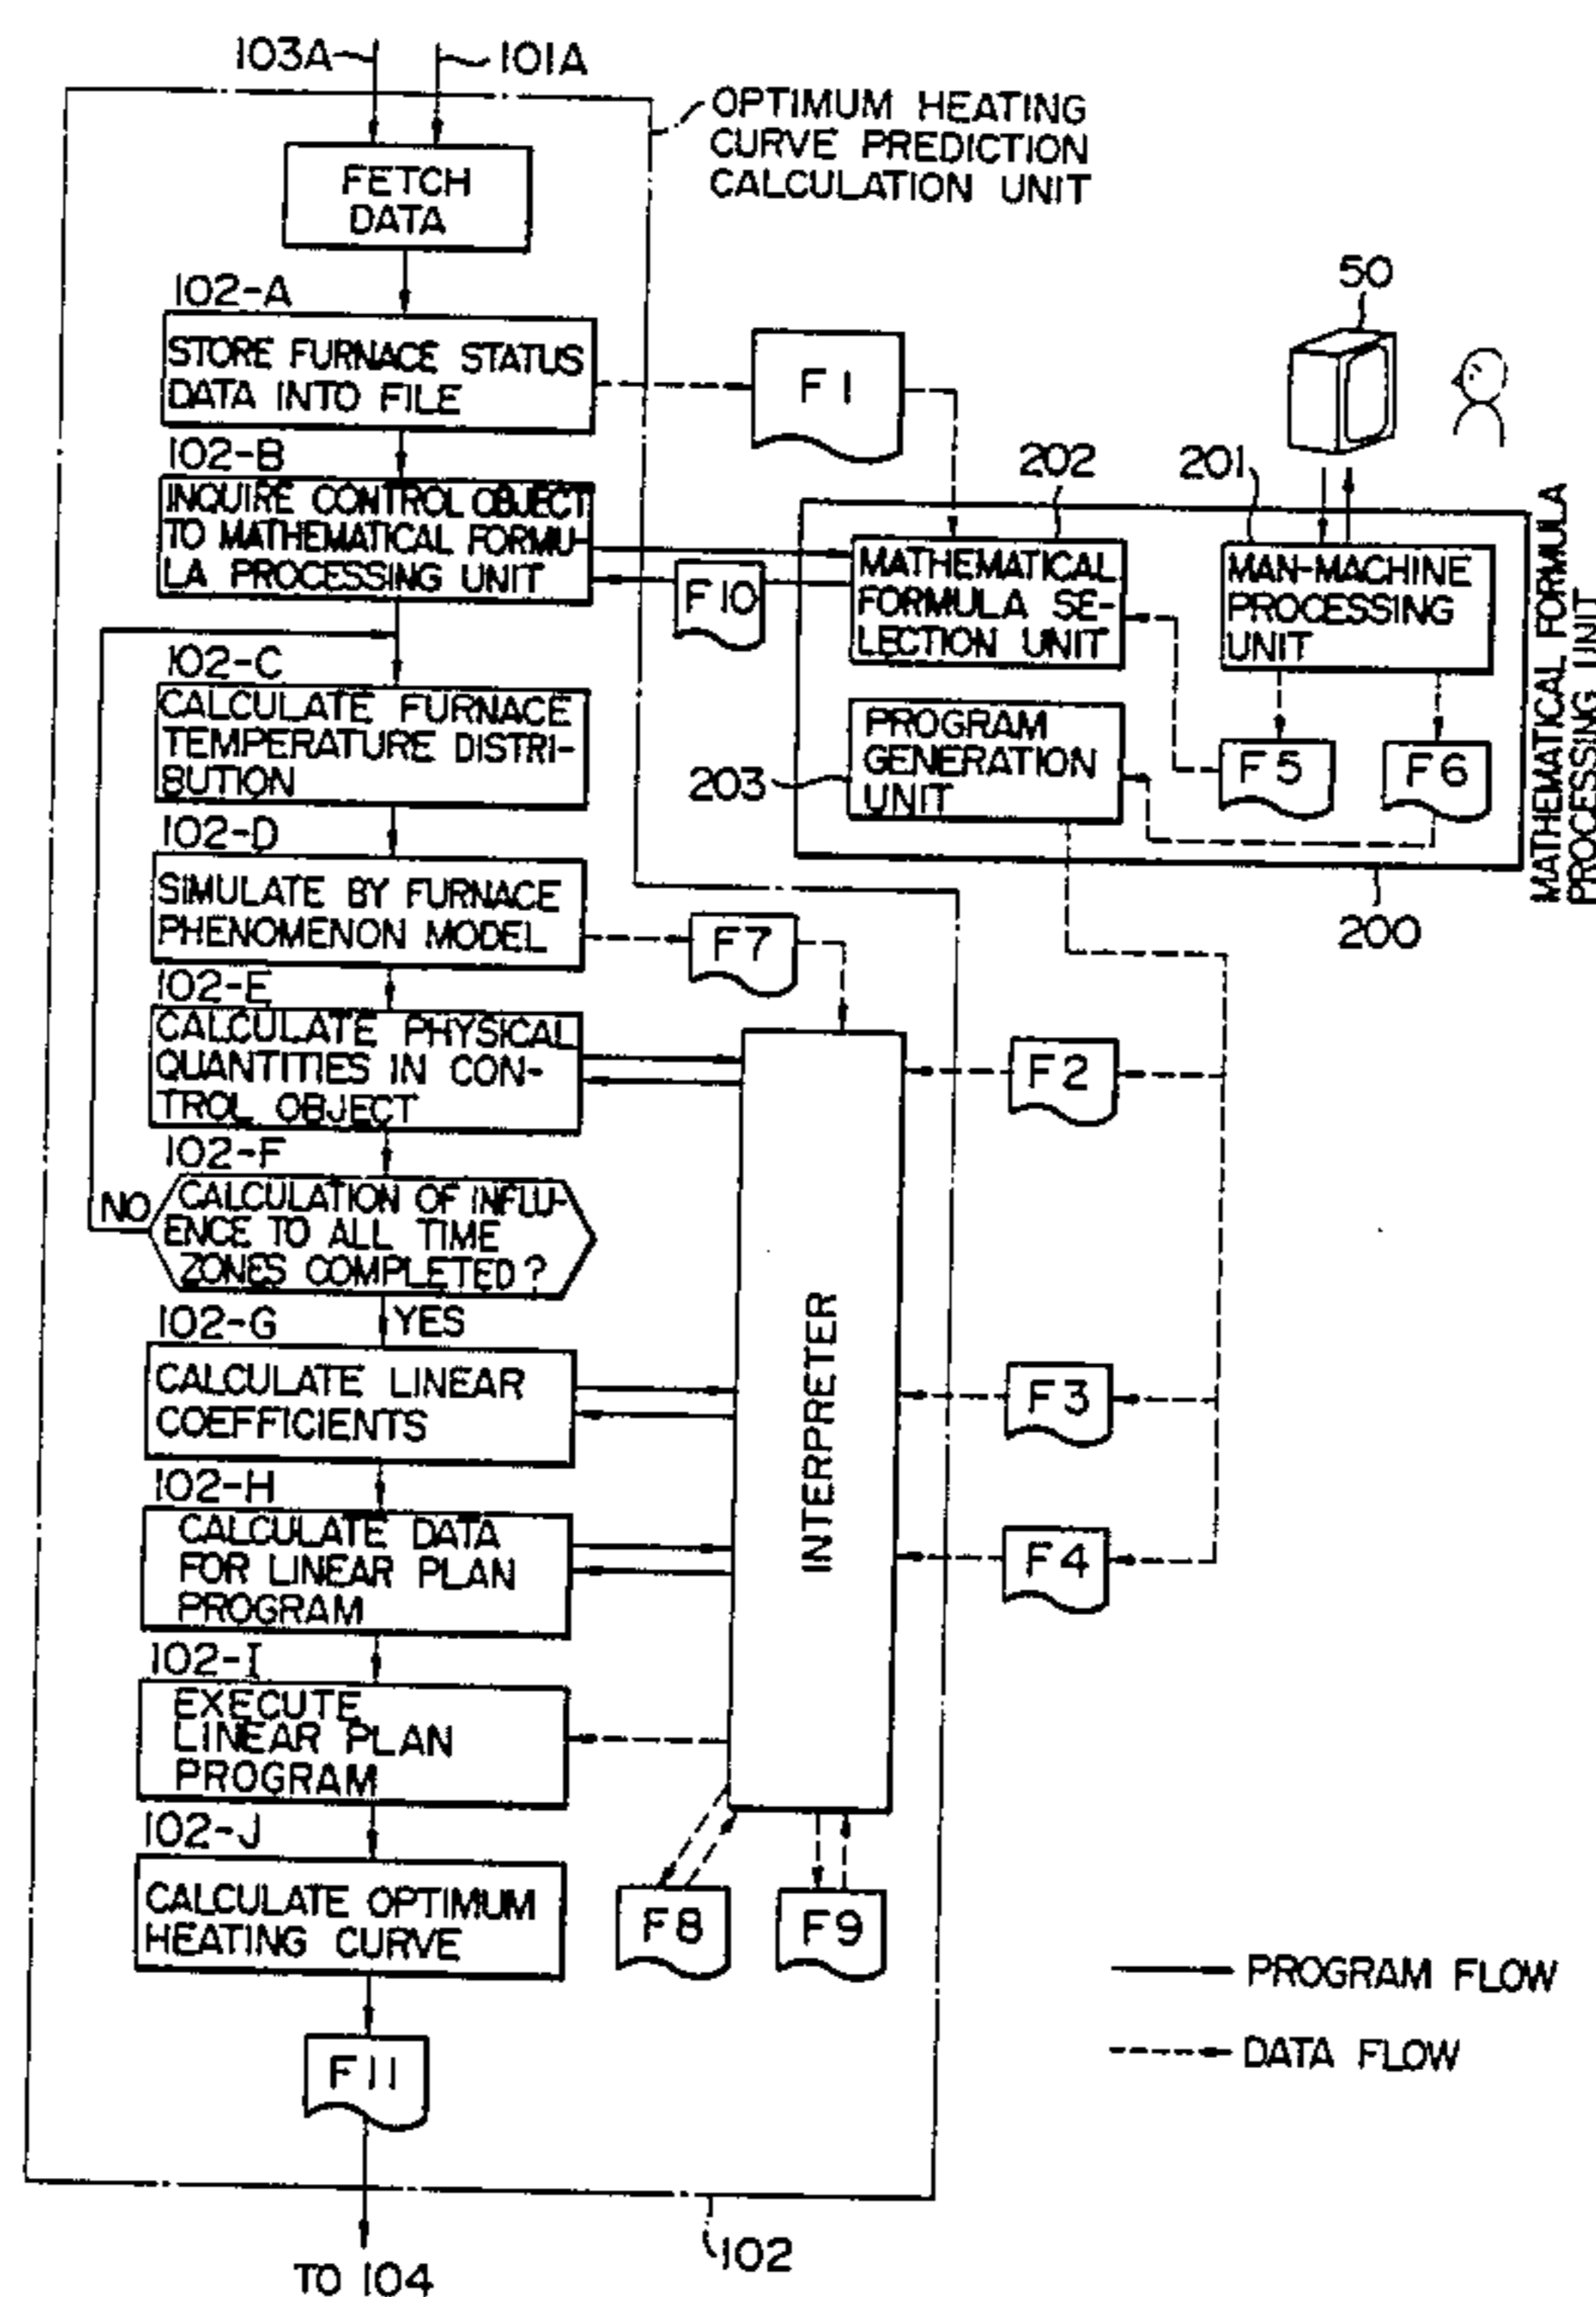 103A
101A
OPTIMUM HEATING
CURVE PREDICTION
CALCULATION UNIT
FETCH
DATA
102-A
STORE FURNACE STATUS
DATA INTO FILE
F1
50
102-B
INQUIRE CONTROL OBJECT
TO MATHEMATICAL FORMU-
LA PROCESSING UNIT
F10
202
201
MATHEMATICAL
FORMULA SE-
LECTION UNIT
MAN-MACHINE
PROCESSING
UNIT
MATHEMATICAL FORMULA
PROCESSING UNIT
102-C
CALCULATE FURNACE
TEMPERATURE DISTRI-
BUTION
203
PROGRAM
GENERATION
UNIT
F5
F6
200
102-D
SIMULATE BY FURNACE
PHENOMENON MODEL
F7
102-E
CALCULATE PHYSICAL
QUANTITIES IN CON-
TROL OBJECT
F2
102-F
CALCULATION OF INFLU-
ENCE TO ALL TIME
ZONES COMPLETED?
NO
YES
INTERPRETER
102-G
CALCULATE LINEAR
COEFFICIENTS
F3
102-H
CALCULATE DATA
FOR LINEAR PLAN
PROGRAM
F4
102-I
EXECUTE
LINEAR PLAN
PROGRAM
102-J
CALCULATE OPTIMUM
HEATING CURVE
F8
F9
PROGRAM FLOW
DATA FLOW
F11
102
TO 104